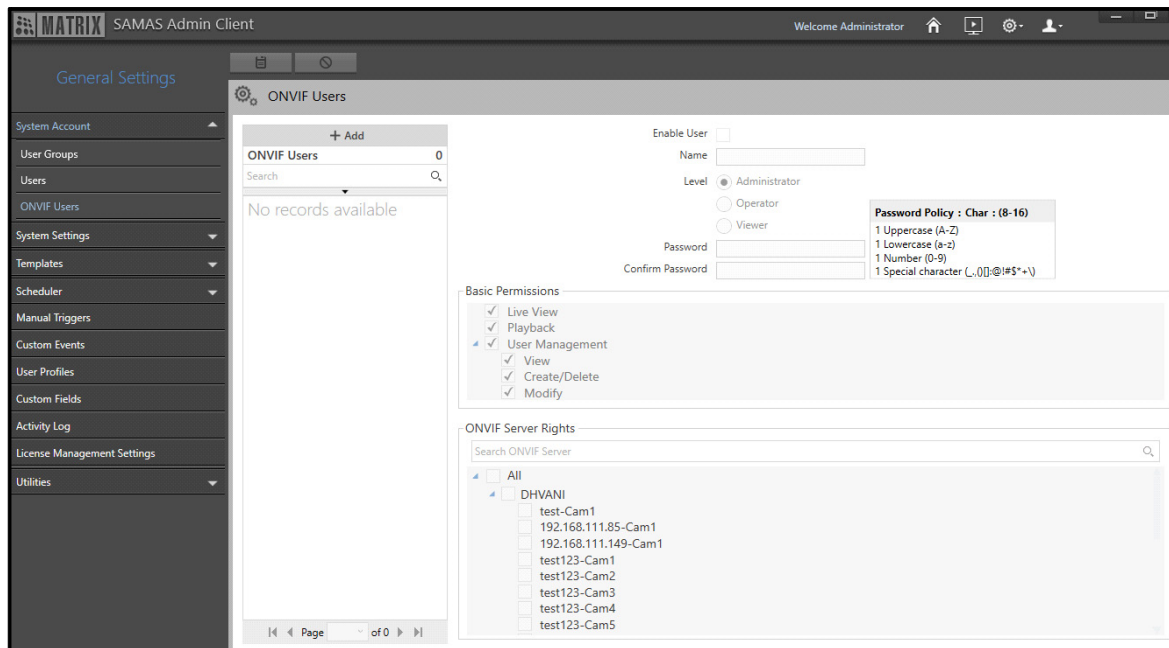 MATRIX SAMAS Admin Client
Welcome Administrator
General Settings
System Account
User Groups
Users
ONVIF Users
System Settings
Templates
Scheduler
Manual Triggers
Custom Events
User Profiles
Custom Fields
Activity Log
License Management Settings
Utilities
ONVIF Users
+ Add
ONVIF Users 0
Search
No records available
Page of 0
Enable User
Name
Level Administrator
Operator
Viewer
Password
Confirm Password
Password Policy : Char : (8-16)
1 Uppercase (A-Z)
1 Lowercase (a-z)
1 Number (0-9)
1 Special character (_.,()[]:@!#$*+\)
Basic Permissions
Live View
Playback
User Management
View
Create/Delete
Modify
ONVIF Server Rights
Search ONVIF Server
All
DHVANI
test-Cam1
192.168.111.85-Cam1
192.168.111.149-Cam1
test123-Cam1
test123-Cam2
test123-Cam3
test123-Cam4
test123-Cam5